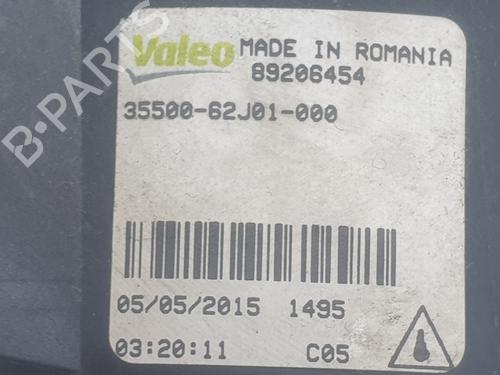 Valeo MADE IN ROMANIA
89206454
35500-62J01-000
05/05/2015 1495
03:20:11 C05
B-PARTS